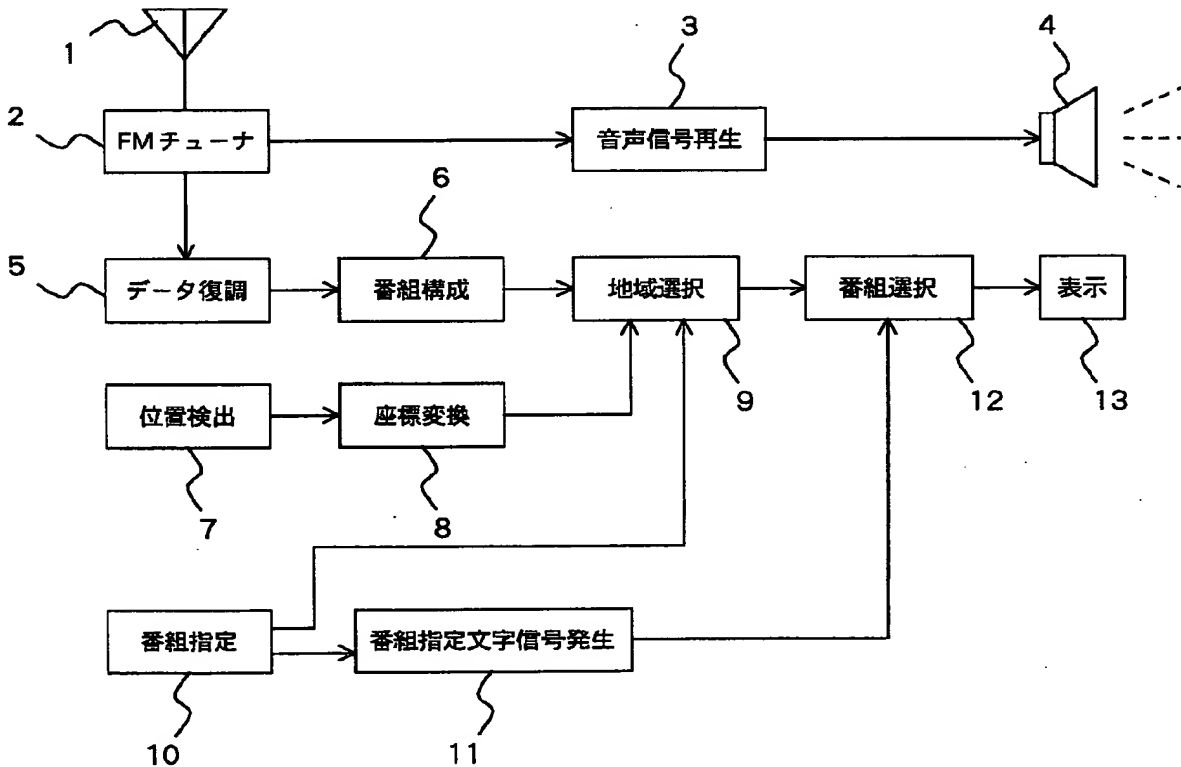 1
3
4
2
FMチューナ
音声信号再生
6
5
データ復調
番組構成
地域選択
番組選択
表示
9
12
13
位置検出
座標変換
7
8
番組指定
番組指定文字信号発生
10
11